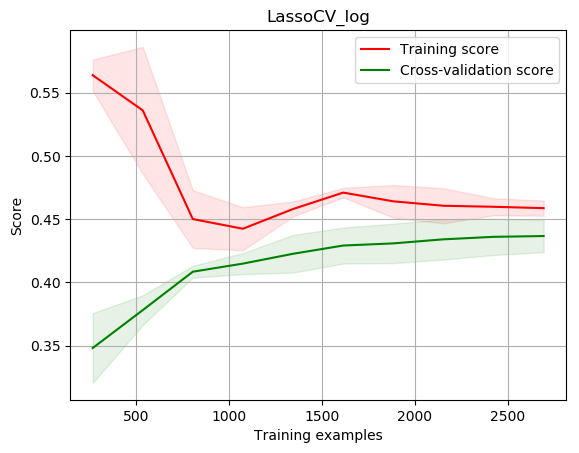 LassoCV_log
Training score
Cross-validation score
0.55
0.50
0.45
0.40
0.35
Score
500
1000
1500
2000
2500
Training examples